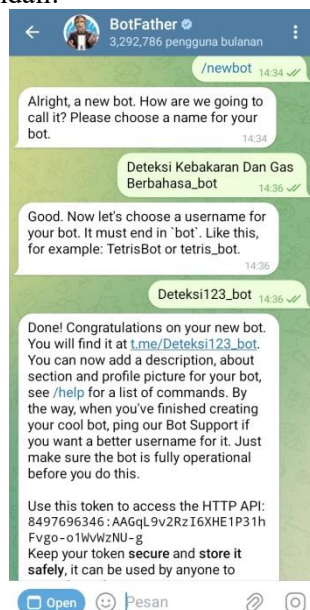 BotFather
3,292,786 pengguna bulanan
/newbot 14:34
Alright, a new bot. How are we going to
call it? Please choose a name for your
bot. 14:34
Deteksi Kebakaran Dan Gas
Berbahasa_bot 14:36
Good. Now let's choose a username for
your bot. It must end in `bot`. Like this,
for example: TetrisBot or tetris_bot.
14:36
Deteksi123_bot 14:36
Done! Congratulations on your new bot.
You will find it at t.me/Deteksi123_bot.
You can now add a description, about
section and profile picture for your bot,
see /help for a list of commands. By
the way, when you've finished creating
your cool bot, ping our Bot Support if
you want a better username for it. Just
make sure the bot is fully operational
before you do this.
Use this token to access the HTTP API:
8497696346:AAGqL9v2RzI6XHE1P31h
Fvgo-o1WvWzNU-g
Keep your token secure and store it
safely, it can be used by anyone to
Open Pesan